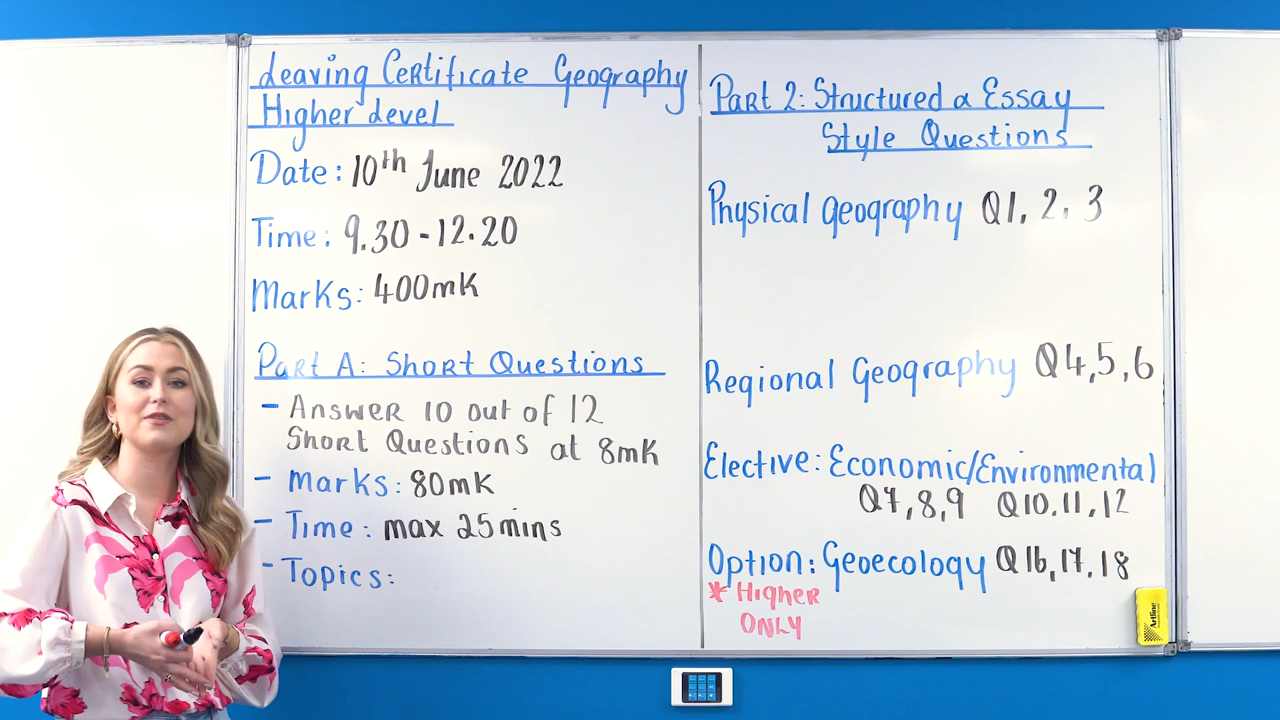 Leaving Certificate Geography
Higher Level
Date: 10th June 2022
Time: 9.30 - 12.20
Marks: 400mk
Part A: Short Questions
- Answer 10 out of 12
Short Questions at 8mk
- Marks: 80mk
- Time: max 25mins
- Topics:
Part 2: Structured & Essay
Style Questions
Physical Geography Q1, 2, 3
Regional Geography Q4,5,6
Elective: Economic/Environmental
Q7,8,9 Q10,11,12
Option: Geoecology Q16,17,18
* Higher
ONLY
Artline